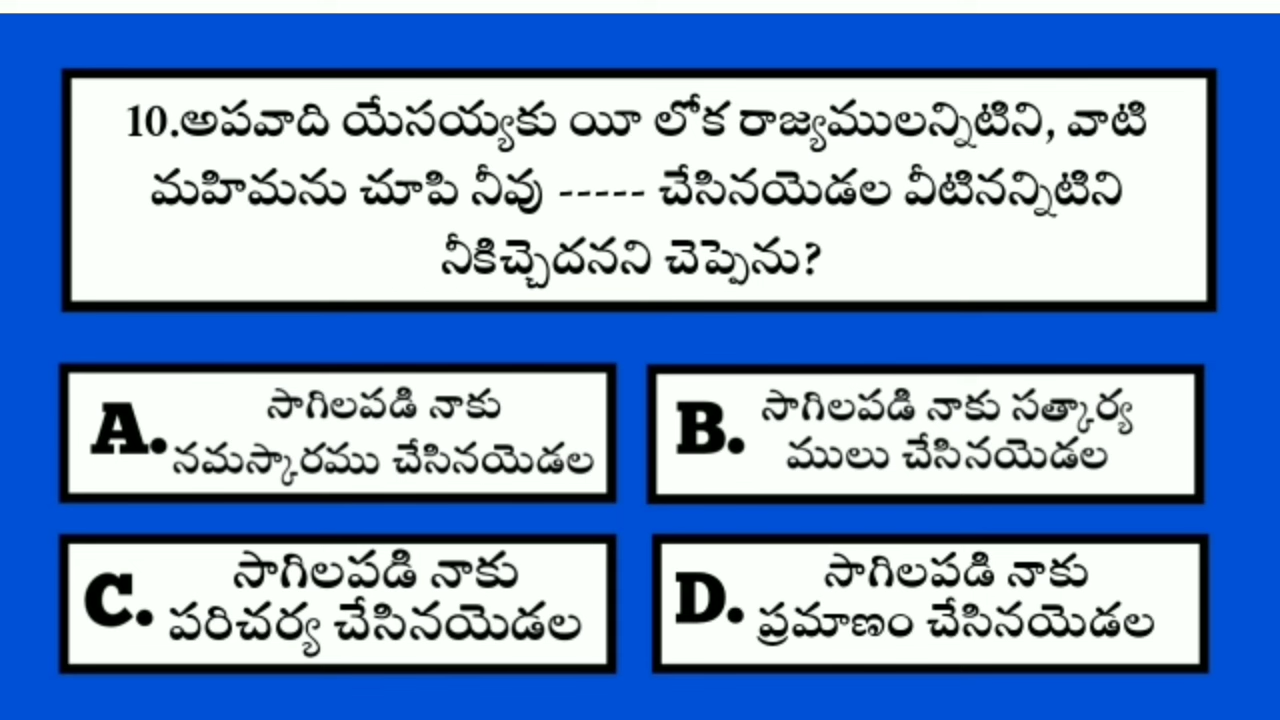 10.అపవాది యేసయ్యకు యీ లోక రాజ్యములన్నిటిని, వాటి
మహిమను చూపి నీవు ----- చేసినయెడల వీటినన్నిటిని
నీకిచ్చెదనని చెప్పెను?
A. సాగిలపడి నాకు
నమస్కారము చేసినయెడల
B. సాగిలపడి నాకు సత్కార్య
ములు చేసినయెడల
C. సాగిలపడి నాకు
పరిచర్య చేసినయెడల
D. సాగిలపడి నాకు
ప్రమాణం చేసినయెడల